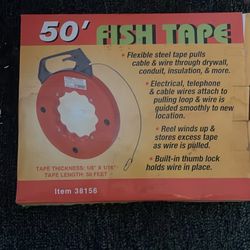 50' FISH TAPE
• Flexible steel tape pulls
cable & wire through drywall,
conduit, insulation, & more.
• Electrical, telephone
& cable wires attach to
pulling loop & wire is
guided smoothly to new
location.
• Reel winds up &
stores excess tape
as wire is pulled.
• Built-in thumb lock
holds wire in place.
TAPE THICKNESS: 1/8" X 1/16"
TAPE LENGTH: 50 FEET
Item 38156